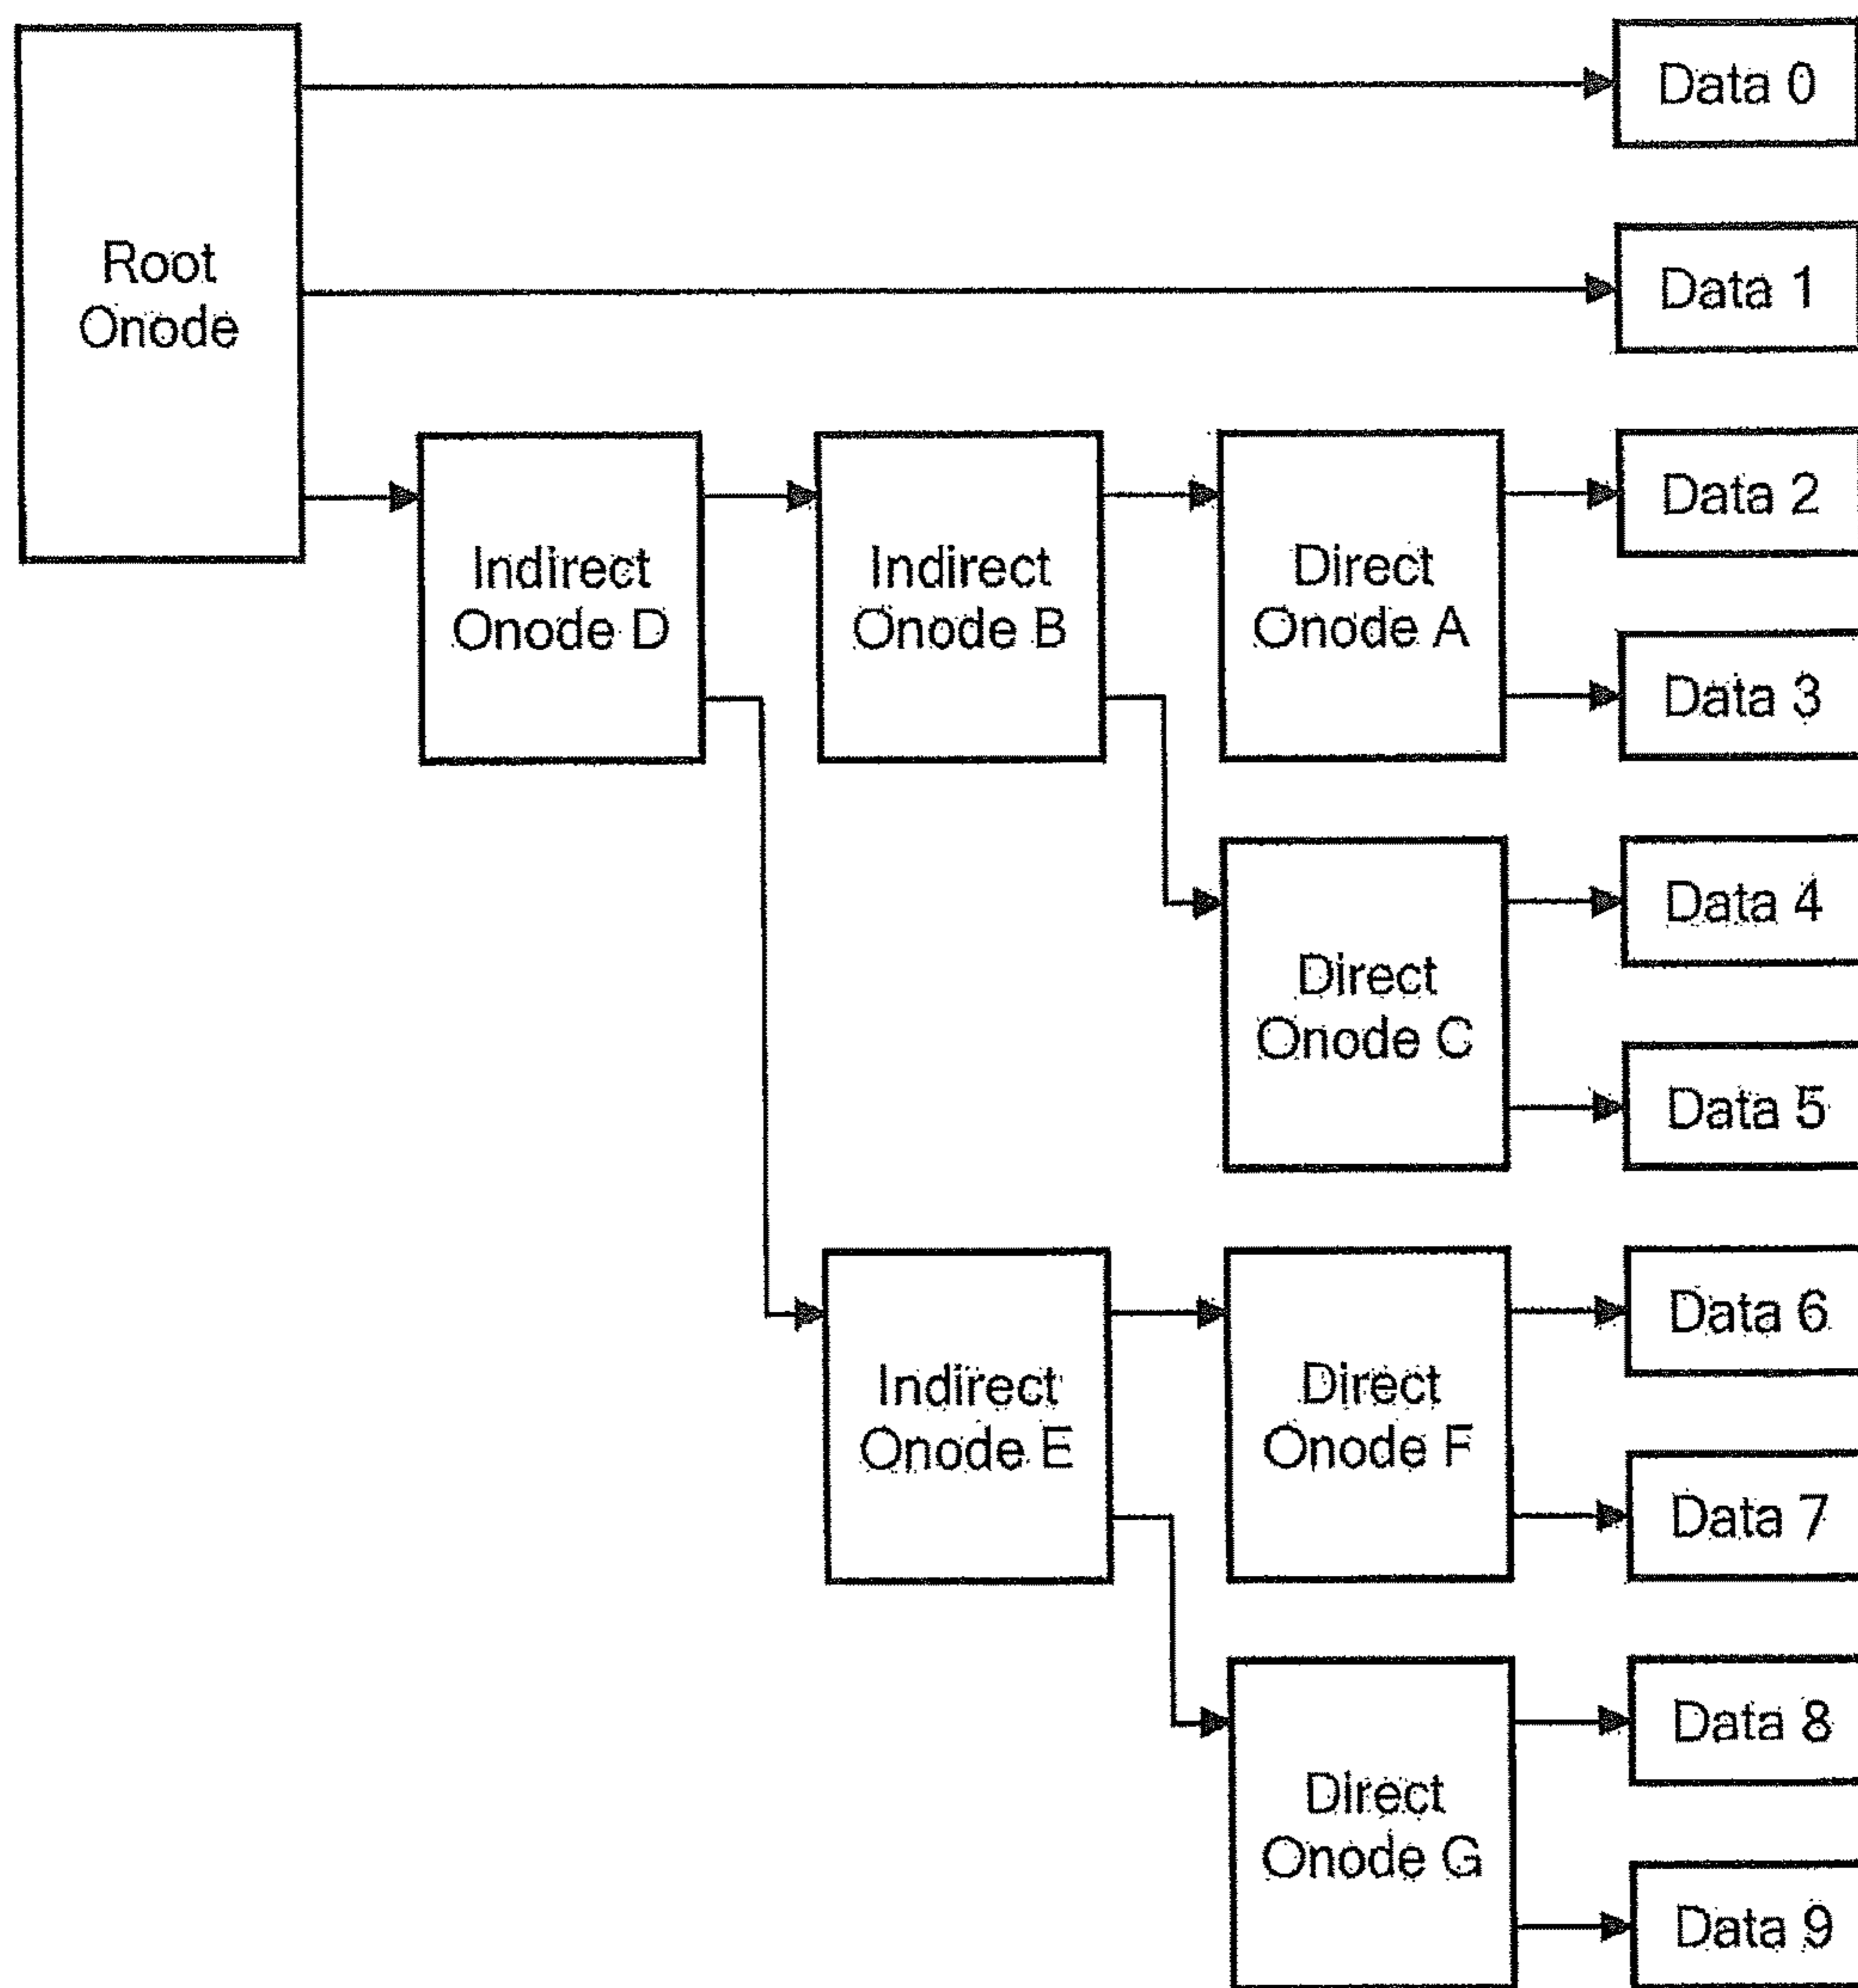 Data 0
Root
Onode
Data 1
Indirect
Onode D
Indirect
Onode B
Direct
Onode A
Data 2
Data 3
Direct
Onode C
Data 4
Data 5
Indirect
Onode E
Direct
Onode F
Data 6
Data 7
Direct
Onode G
Data 8
Data 9